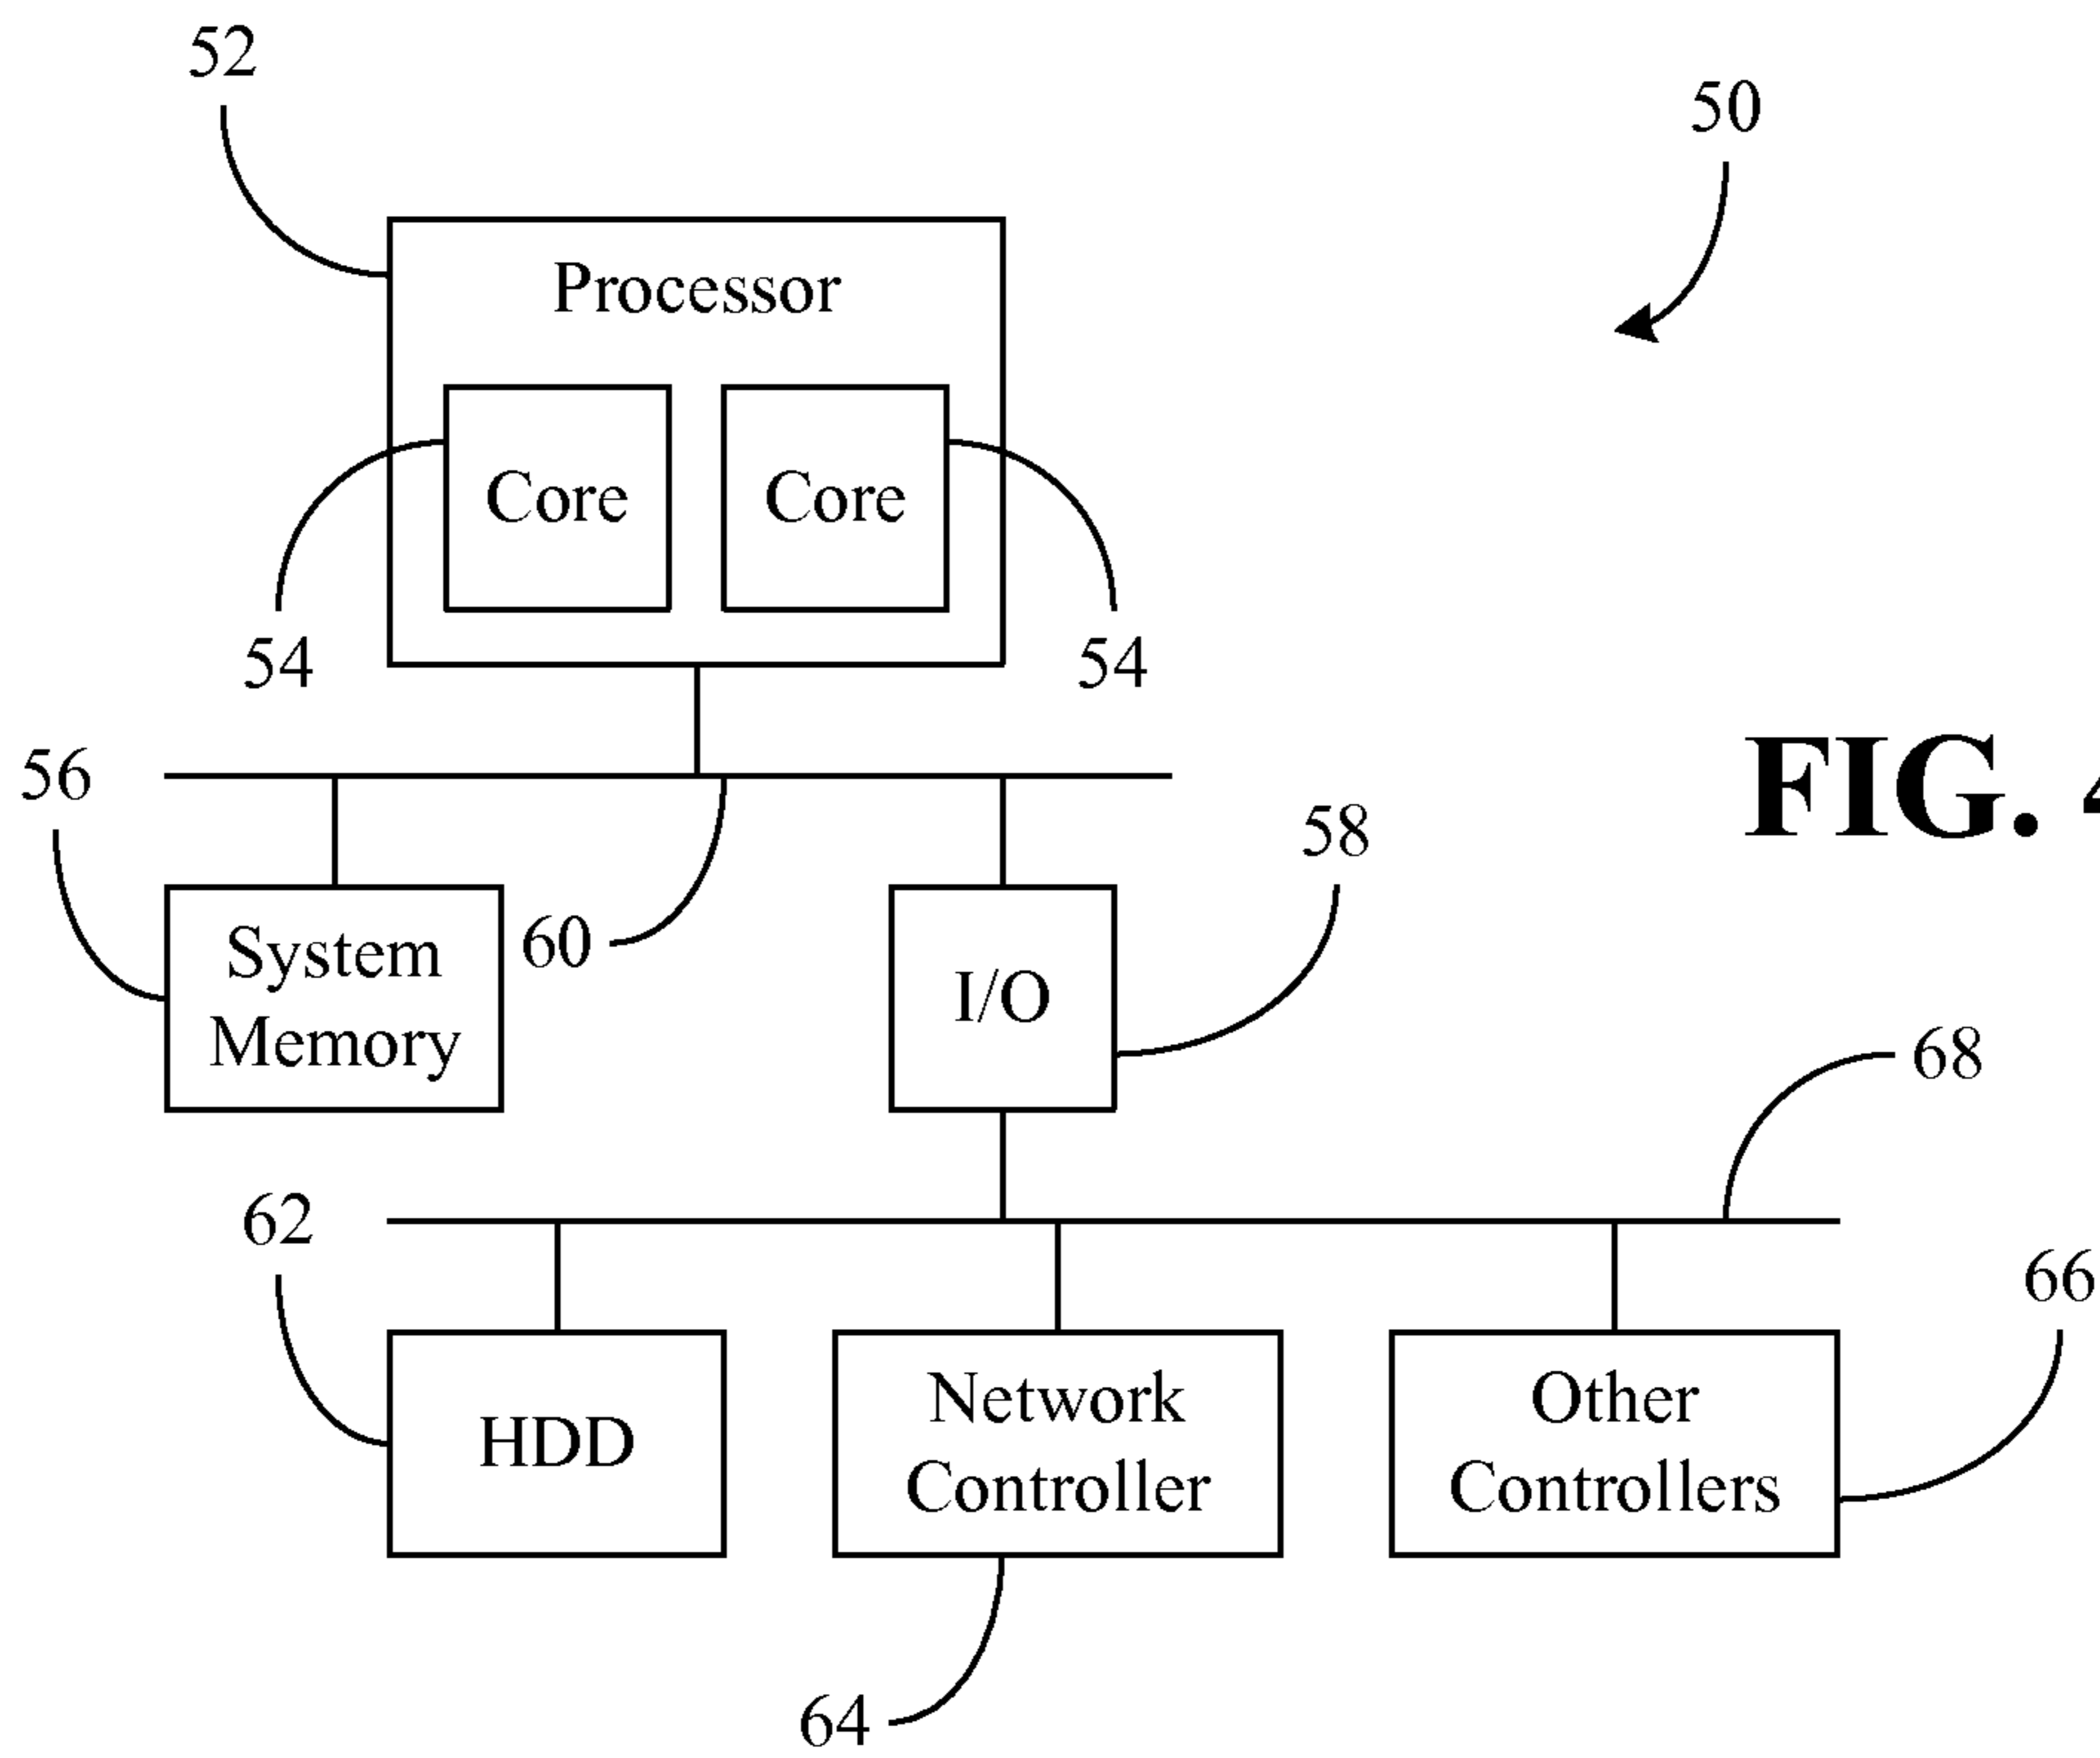 52
50
Processor
Core
Core
54
54
56
FIG.
58
System
Memory
60
I/O
68
62
66
HDD
Network
Controller
Other
Controllers
64